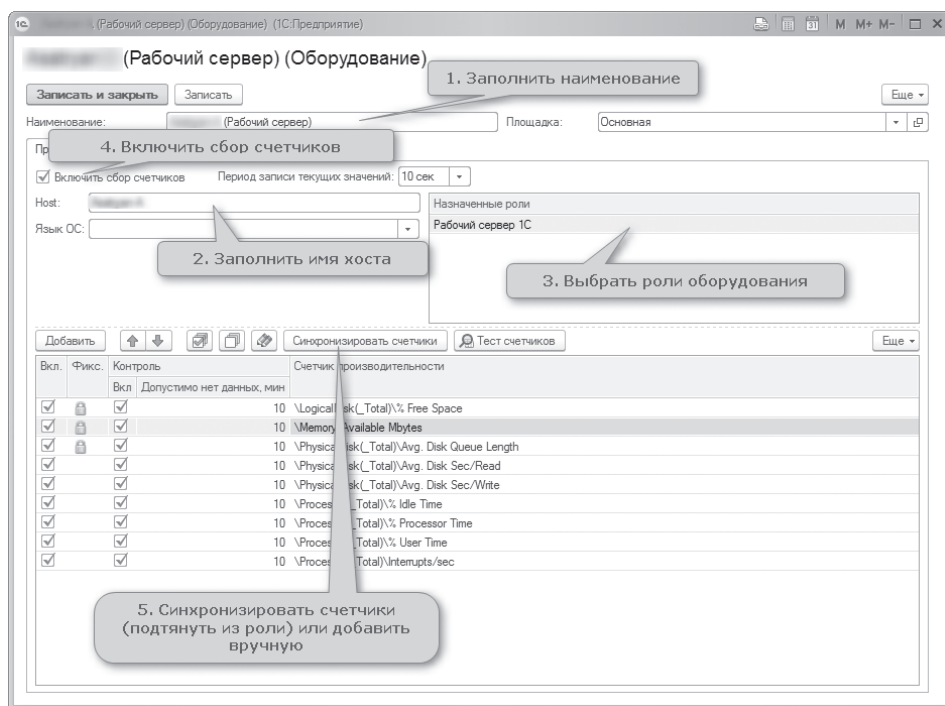 (Рабочий сервер) (Оборудование) (1С:Предприятие)
31 M M+ M-
(Рабочий сервер) (Оборудование)
1. Заполнить наименование
Записать и закрыть Записать Еще
Наименование: (Рабочий сервер) Площадка: Основная
4. Включить сбор счетчиков
Включить сбор счетчиков Период записи текущих значений: 10 сек
Host: Назначенные роли
Язык ОС: Рабочий сервер 1С
2. Заполнить имя хоста
3. Выбрать роли оборудования
Добавить Синхронизировать счетчики Тест счетчиков Еще
Вкл. Фикс. Контроль Счетчик производительности
Вкл Допустимо нет данных, мин
10 \LogicalDisk(_Total)\% Free Space
10 \Memory\Available Mbytes
10 \PhysicalDisk(_Total)\Avg. Disk Queue Length
10 \PhysicalDisk(_Total)\Avg. Disk Sec/Read
10 \PhysicalDisk(_Total)\Avg. Disk Sec/Write
10 \Processor(_Total)\% Idle Time
10 \Processor(_Total)\% Processor Time
10 \Processor(_Total)\% User Time
10 \Processor(_Total)\Interrupts/sec
5. Синхронизировать счетчики
(подтянуть из роли) или добавить
вручную